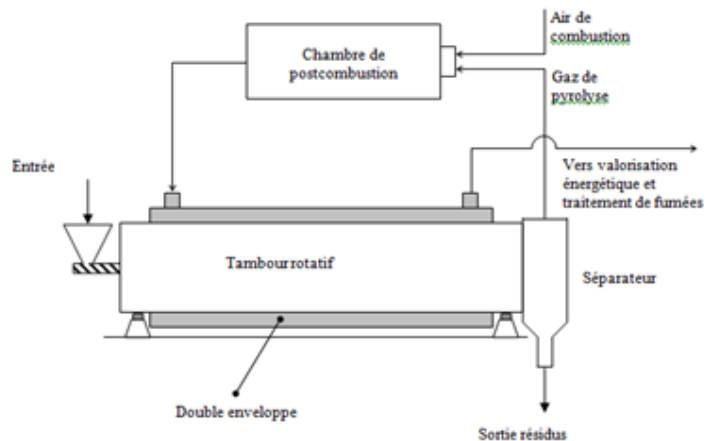 Air de
combustion
Chambre de
postcombustion
Gaz de
pyrolyse
Entrée
Vers valorisation
énergétique et
traitement de fumées
Tambour rotatif
Séparateur
Double enveloppe
Sortie résidus